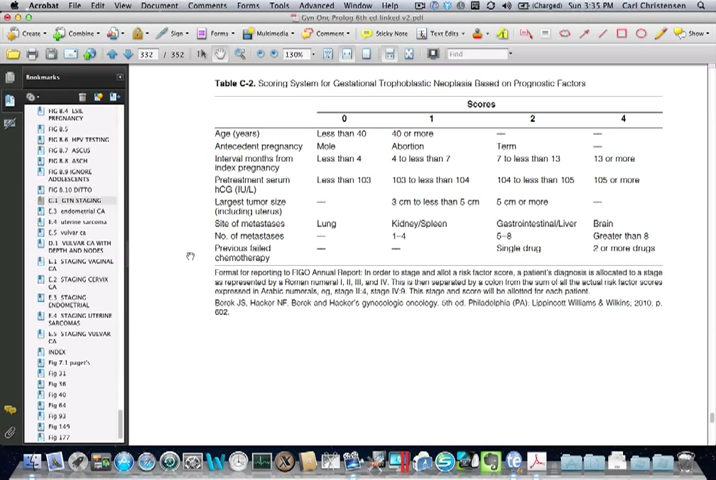 Acrobat File Edit View Window Document Comments Forms Tools Advanced Help (Charged) Sun 3:35 PM Carl Christensen
Gyn Onc Prolog 6th ed linked v2.pdf
Create Combine Sign Forms Multimedia Comment Sticky Note Text Edits Show
332 / 352 130% Find
Bookmarks
FIG 8.4 LSIL
PREGNANCY
FIG 8.5
FIG 8.6 HPV TESTING
FIG 8.7 ASCUS
FIG 8.8 ASCH
FIG 8.9 IGNORE
ADOLESCENTS
FIG 8.10 DITTO
C.1 GTN STAGING
C.3 endometrial CA
C.4 uterine sarcoma
C.5 vulvar ca
D.1 VULVAR CA WITH
DEPTH AND NODES
E.1 STAGING VAGINAL
CA
E.2 STAGING CERVIX
CA
E.3 STAGING
ENDOMETRIAL
E.4 STAGING UTERINE
SARCOMAS
E.5 STAGING VULVAR
CA
INDEX
Fig 7.1 paget's
Fig 31
Fig 36
Fig 40
Fig 64
Fig 93
Fig 149
Fig 177
Table C-2. Scoring System for Gestational Trophoblastic Neoplasia Based on Prognostic Factors
Scores
0 1 2 4
Age (years) Less than 40 40 or more — —
Antecedent pregnancy Mole Abortion Term —
Interval months from Less than 4 4 to less than 7 7 to less than 13 13 or more
index pregnancy
Pretreatment serum Less than 103 103 to less than 104 104 to less than 105 105 or more
hCG (IU/L)
Largest tumor size — 3 cm to less than 5 cm 5 cm or more —
(including uterus)
Site of metastases Lung Kidney/Spleen Gastrointestinal/Liver Brain
No. of metastases — 1–4 5–8 Greater than 8
Previous failed — — Single drug 2 or more drugs
chemotherapy
Format for reporting to FIGO Annual Report: In order to stage and allot a risk factor score, a patient's diagnosis is allocated to a stage
as represented by a Roman numeral I, II, III, and IV. This is then separated by a colon from the sum of all the actual risk factor scores
expressed in Arabic numerals, eg, stage II:4, stage IV:9. This stage and score will be allotted for each patient.
Berek JS, Hacker NF. Berek and Hacker's gynecologic oncology. 5th ed. Philadelphia (PA): Lippincott Williams & Wilkins; 2010. p.
602.